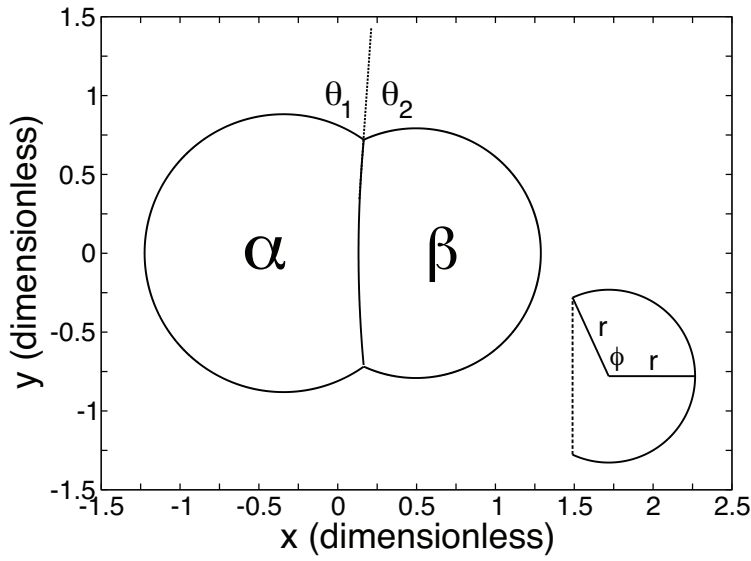 y (dimensionless)
1.5
1
0.5
0
-0.5
-1
-1.5
θ1 θ2
α β
r ϕ r
-1.5 -1 -0.5 0 0.5 1 1.5 2 2.5
x (dimensionless)